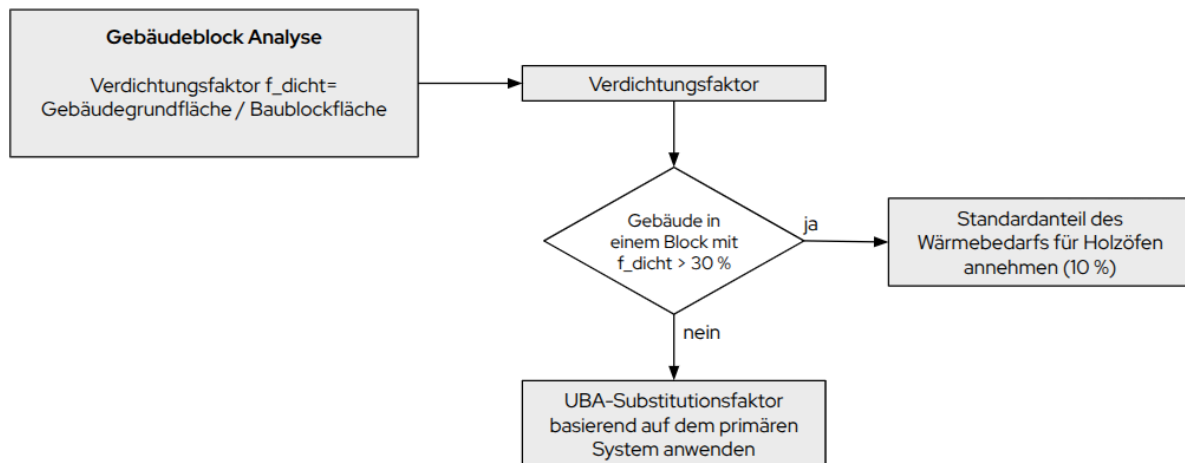 Gebäudeblock Analyse
Verdichtungsfaktor f_dicht=
Gebäudegrundfläche / Baublockfläche
Verdichtungsfaktor
Gebäude in
einem Block mit
f_dicht > 30 %
ja
Standardanteil des
Wärmebedarfs für Holzöfen
annehmen (10 %)
nein
UBA-Substitutionsfaktor
basierend auf dem primären
System anwenden